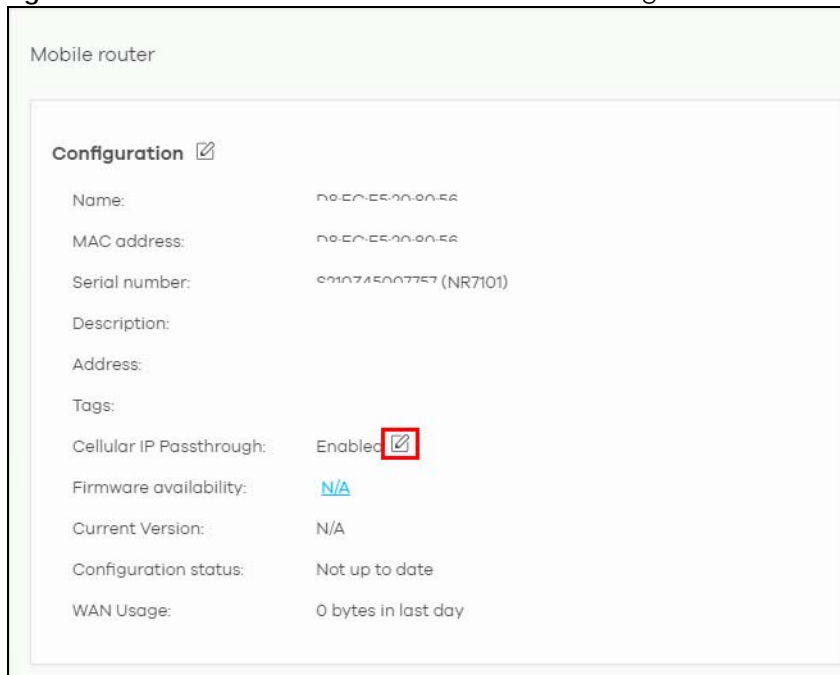 Mobile router
Configuration
Name:
MAC address:
Serial number: (NR7101)
Description:
Address:
Tags:
Cellular IP Passthrough: Enabled
Firmware availability: N/A
Current Version: N/A
Configuration status: Not up to date
WAN Usage: 0 bytes in last day